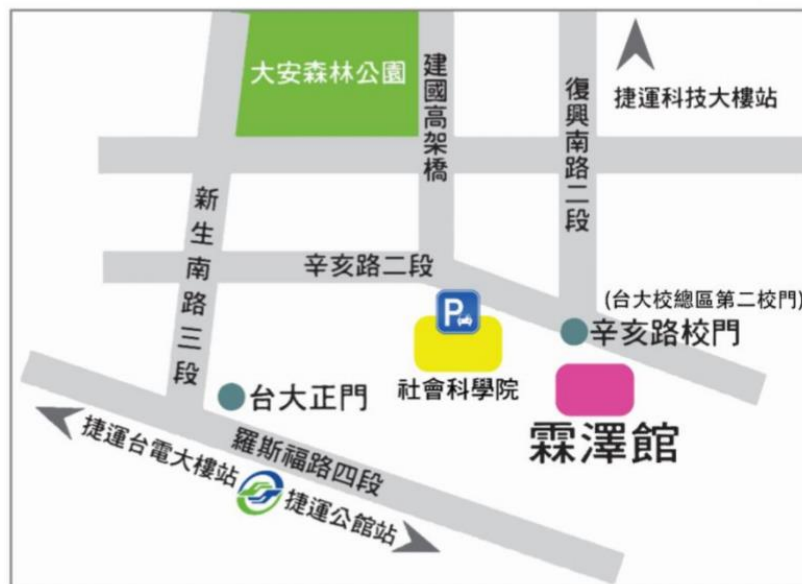 大安森林公園
建國高架橋
復興南路二段
捷運科技大樓站
新生南路三段
辛亥路二段
(台大校總區第二校門)
P
辛亥路校門
社會科學院
台大正門
霖澤館
羅斯福路四段
捷運台電大樓站
捷運公館站